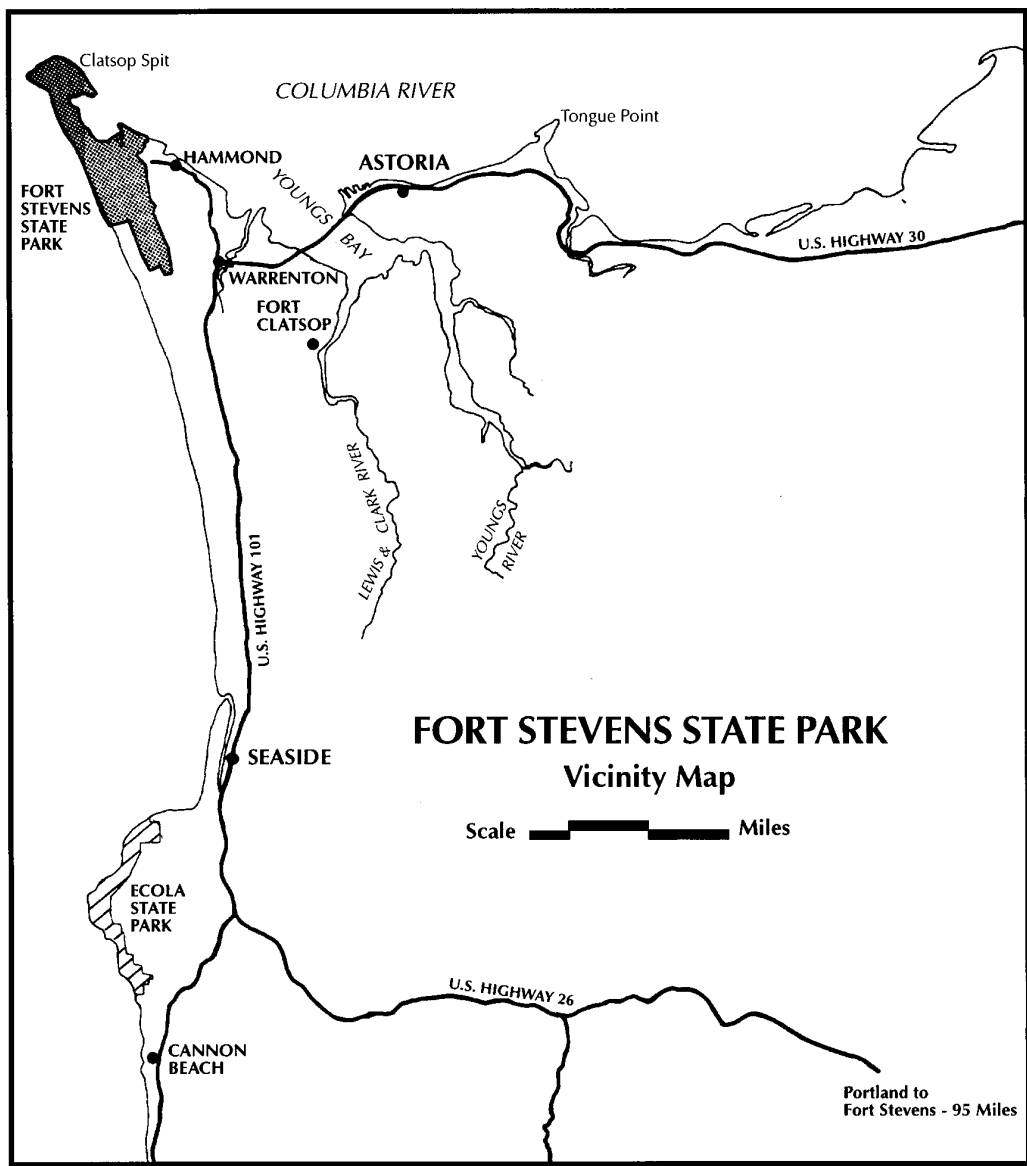 Clatsop Spit
COLUMBIA RIVER
Tongue Point
HAMMOND
ASTORIA
FORT
STEVENS
STATE
PARK
YOUNGS
BAY
U.S. HIGHWAY 30
WARRENTON
FORT
CLATSOP
LEWIS & CLARK RIVER
YOUNGS
RIVER
U.S. HIGHWAY 101
FORT STEVENS STATE PARK
Vicinity Map
SEASIDE
Scale
Miles
ECOLA
STATE
PARK
U.S. HIGHWAY 26
CANNON
BEACH
Portland to
Fort Stevens - 95 Miles